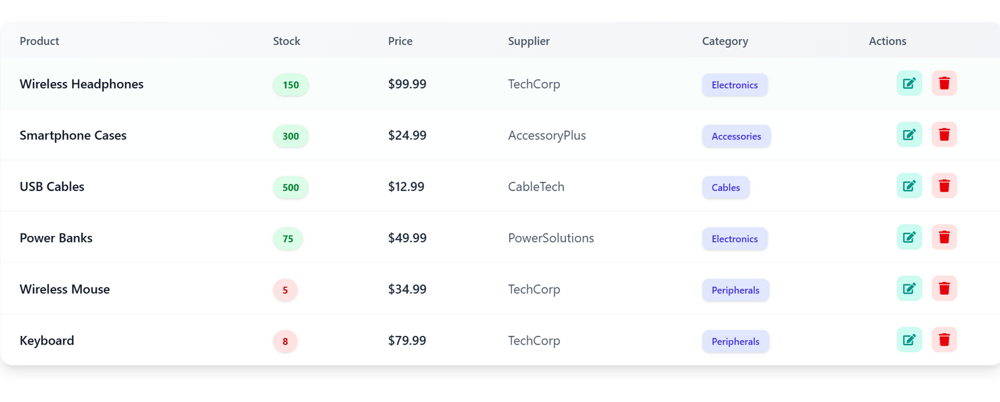 Product Stock Price Supplier Category Actions
Wireless Headphones 150 $99.99 TechCorp Electronics
Smartphone Cases 300 $24.99 AccessoryPlus Accessories
USB Cables 500 $12.99 CableTech Cables
Power Banks 75 $49.99 PowerSolutions Electronics
Wireless Mouse 5 $34.99 TechCorp Peripherals
Keyboard 8 $79.99 TechCorp Peripherals